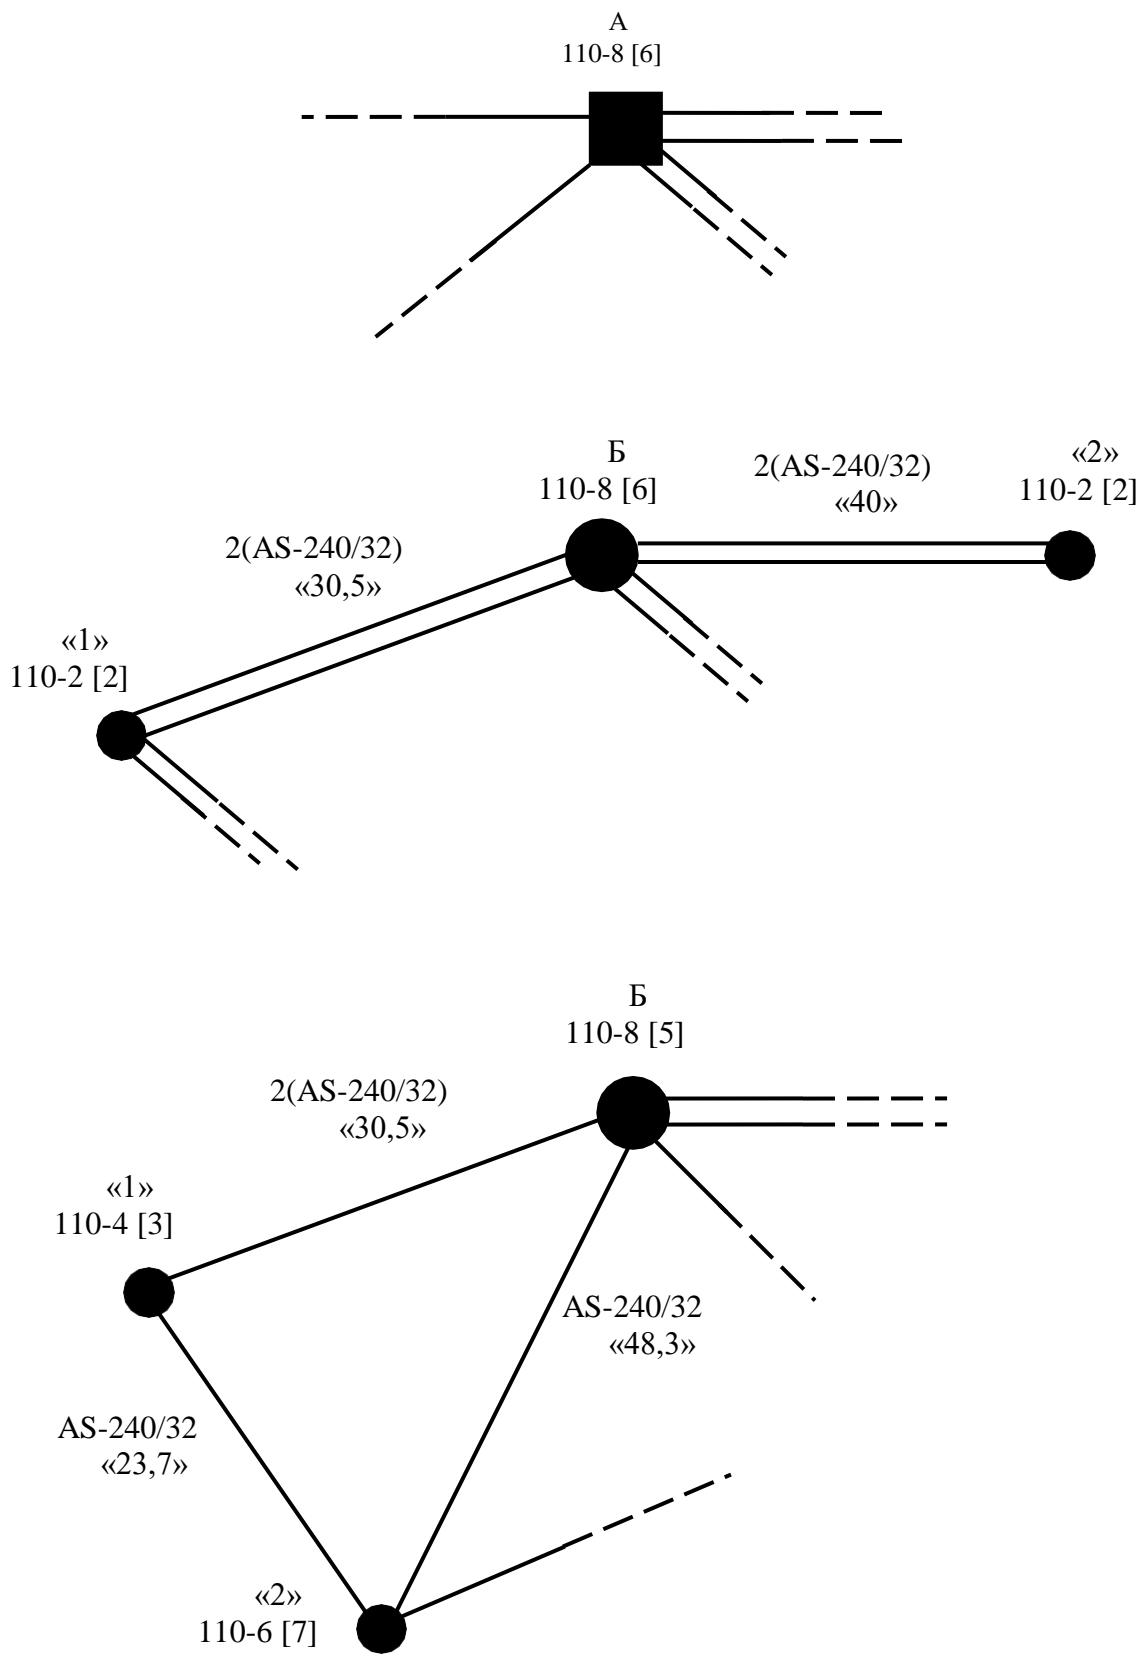 А
110-8 [6]
Б
110-8 [6]
2(AS-240/32)
«40»
«2»
110-2 [2]
2(AS-240/32)
«30,5»
«1»
110-2 [2]
Б
110-8 [5]
2(AS-240/32)
«30,5»
«1»
110-4 [3]
AS-240/32
«48,3»
AS-240/32
«23,7»
«2»
110-6 [7]